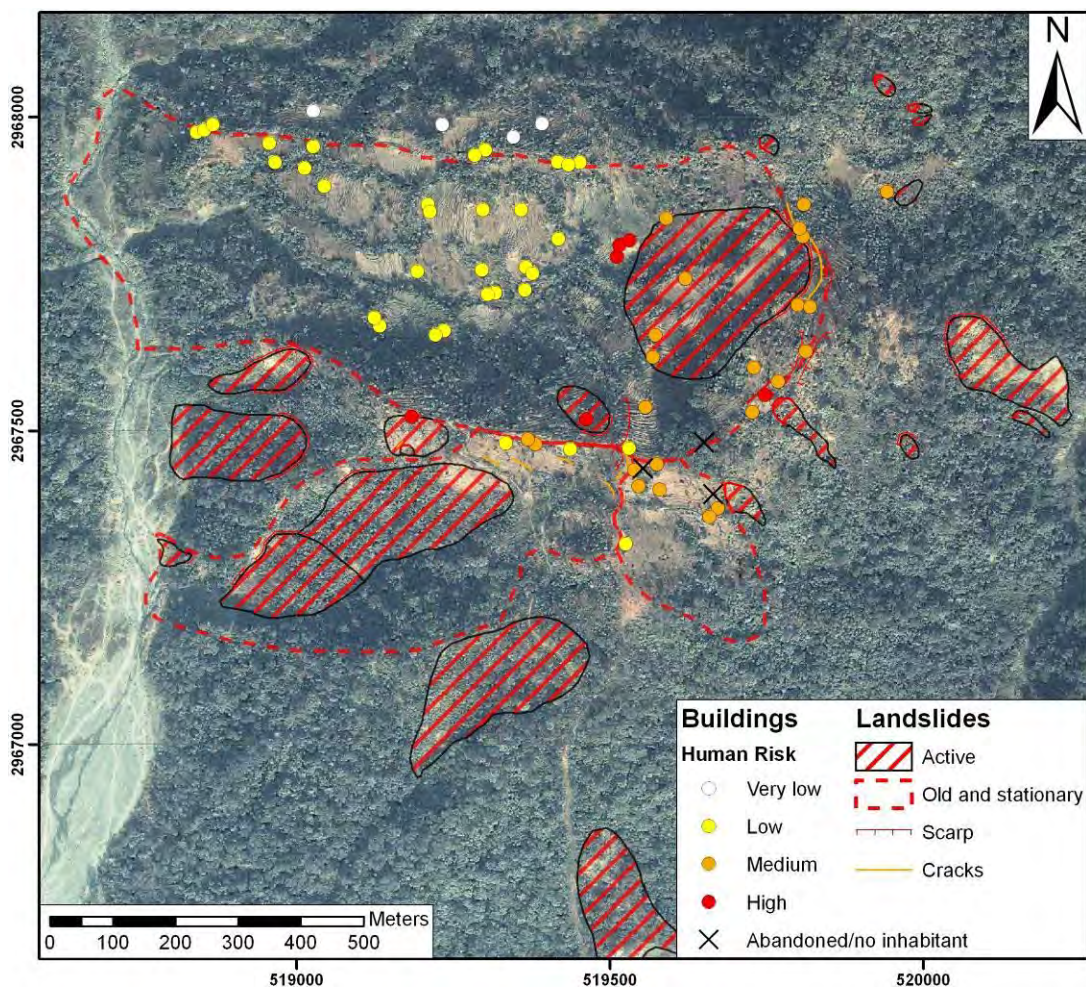 N
2968000
2967500
2967000
Buildings
Human Risk
Very low
Low
Medium
High
Abandoned/no inhabitant
Landslides
Active
Old and stationary
Scarp
Cracks
Meters
0 100 200 300 400 500
519000 519500 520000